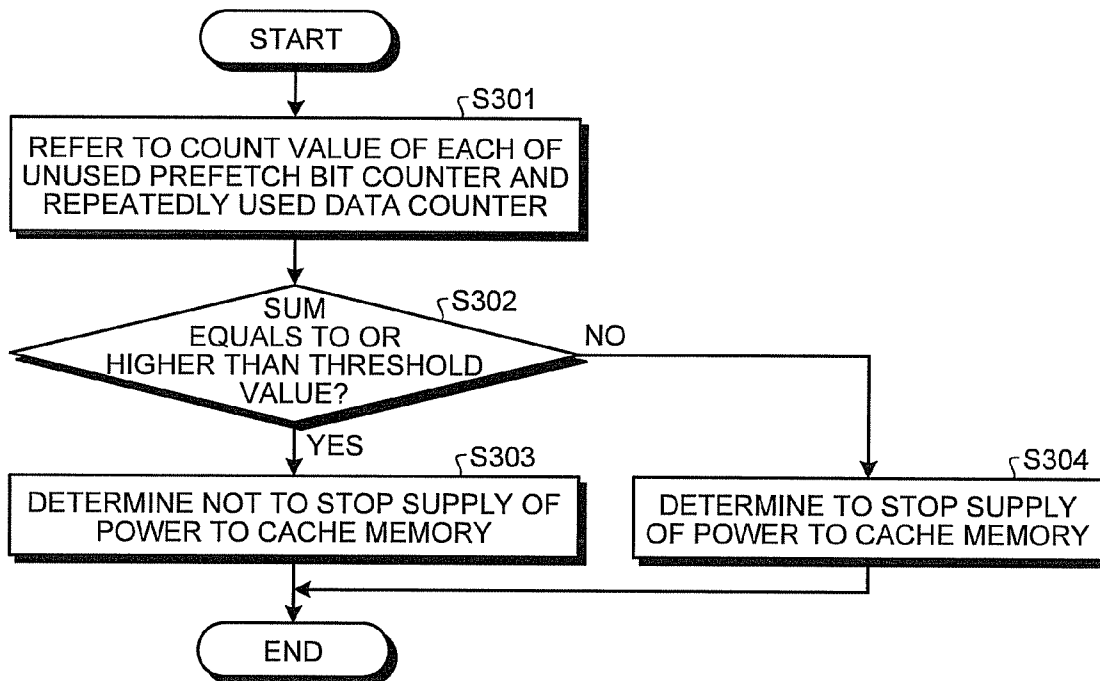 START
S301
REFER TO COUNT VALUE OF EACH OF
UNUSED PREFETCH BIT COUNTER AND
REPEATEDLY USED DATA COUNTER
S302
SUM
EQUALS TO OR
HIGHER THAN THRESHOLD
VALUE?
NO
YES
S303
DETERMINE NOT TO STOP SUPPLY OF
POWER TO CACHE MEMORY
S304
DETERMINE TO STOP SUPPLY
OF POWER TO CACHE MEMORY
END